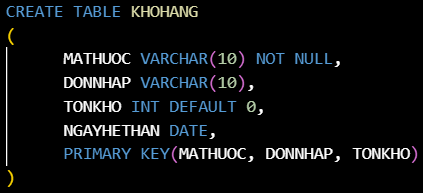 CREATE TABLE KHOHANG
(
MATHUOC VARCHAR(10) NOT NULL,
DONNHAP VARCHAR(10),
TONKHO INT DEFAULT 0,
NGAYHETHAN DATE,
PRIMARY KEY(MATHUOC, DONNHAP, TONKHO)
)